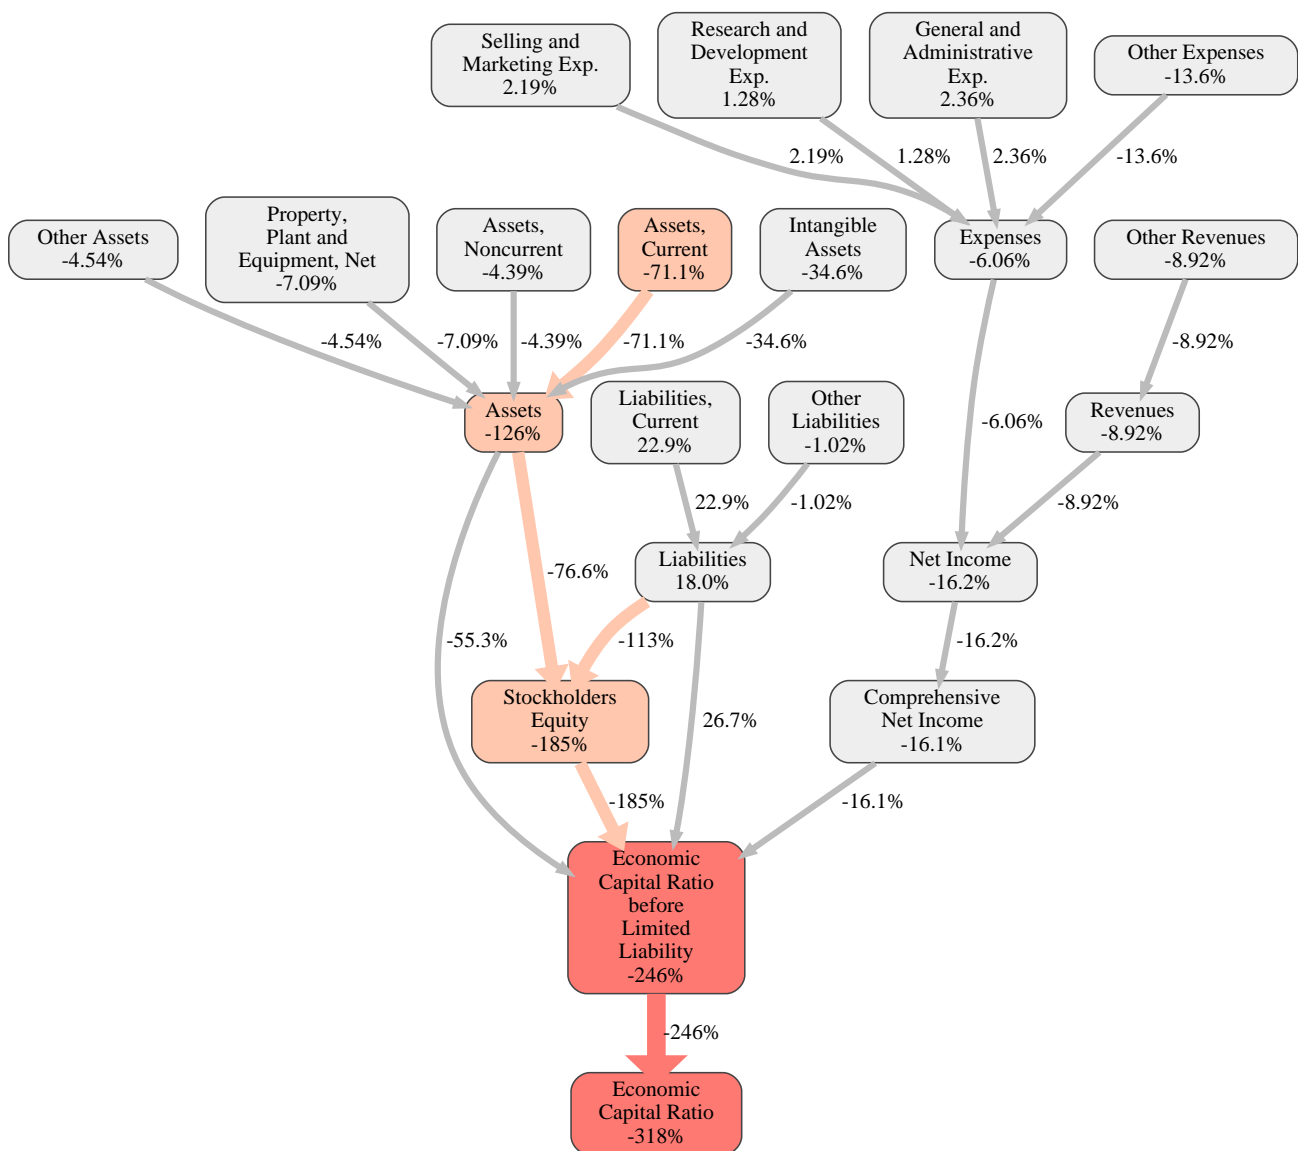 Selling and
Marketing Exp.
2.19%
Research and
Development
Exp.
1.28%
General and
Administrative
Exp.
2.36%
Other Expenses
-13.6%
2.19%
1.28%
2.36%
-13.6%
Other Assets
-4.54%
Property,
Plant and
Equipment, Net
-7.09%
Assets,
Noncurrent
-4.39%
Assets,
Current
-71.1%
Intangible
Assets
-34.6%
Expenses
-6.06%
Other Revenues
-8.92%
-4.54%
-7.09%
-4.39%
-71.1%
-34.6%
-8.92%
Assets
-126%
Liabilities,
Current
22.9%
Other
Liabilities
-1.02%
-6.06%
Revenues
-8.92%
22.9%
-1.02%
-8.92%
-76.6%
Liabilities
18.0%
Net Income
-16.2%
-55.3%
-113%
-16.2%
Stockholders
Equity
-185%
26.7%
Comprehensive
Net Income
-16.1%
-185%
-16.1%
Economic
Capital Ratio
before
Limited
Liability
-246%
-246%
Economic
Capital Ratio
-318%